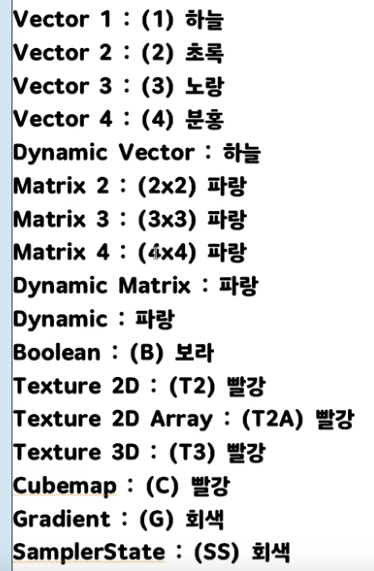 Vector 1 : (1) 하늘
Vector 2 : (2) 초록
Vector 3 : (3) 노랑
Vector 4 : (4) 분홍
Dynamic Vector : 하늘
Matrix 2 : (2x2) 파랑
Matrix 3 : (3x3) 파랑
Matrix 4 : (4x4) 파랑
Dynamic Matrix : 파랑
Dynamic : 파랑
Boolean : (B) 보라
Texture 2D : (T2) 빨강
Texture 2D Array : (T2A) 빨강
Texture 3D : (T3) 빨강
Cubemap : (C) 빨강
Gradient : (G) 회색
SamplerState : (SS) 회색